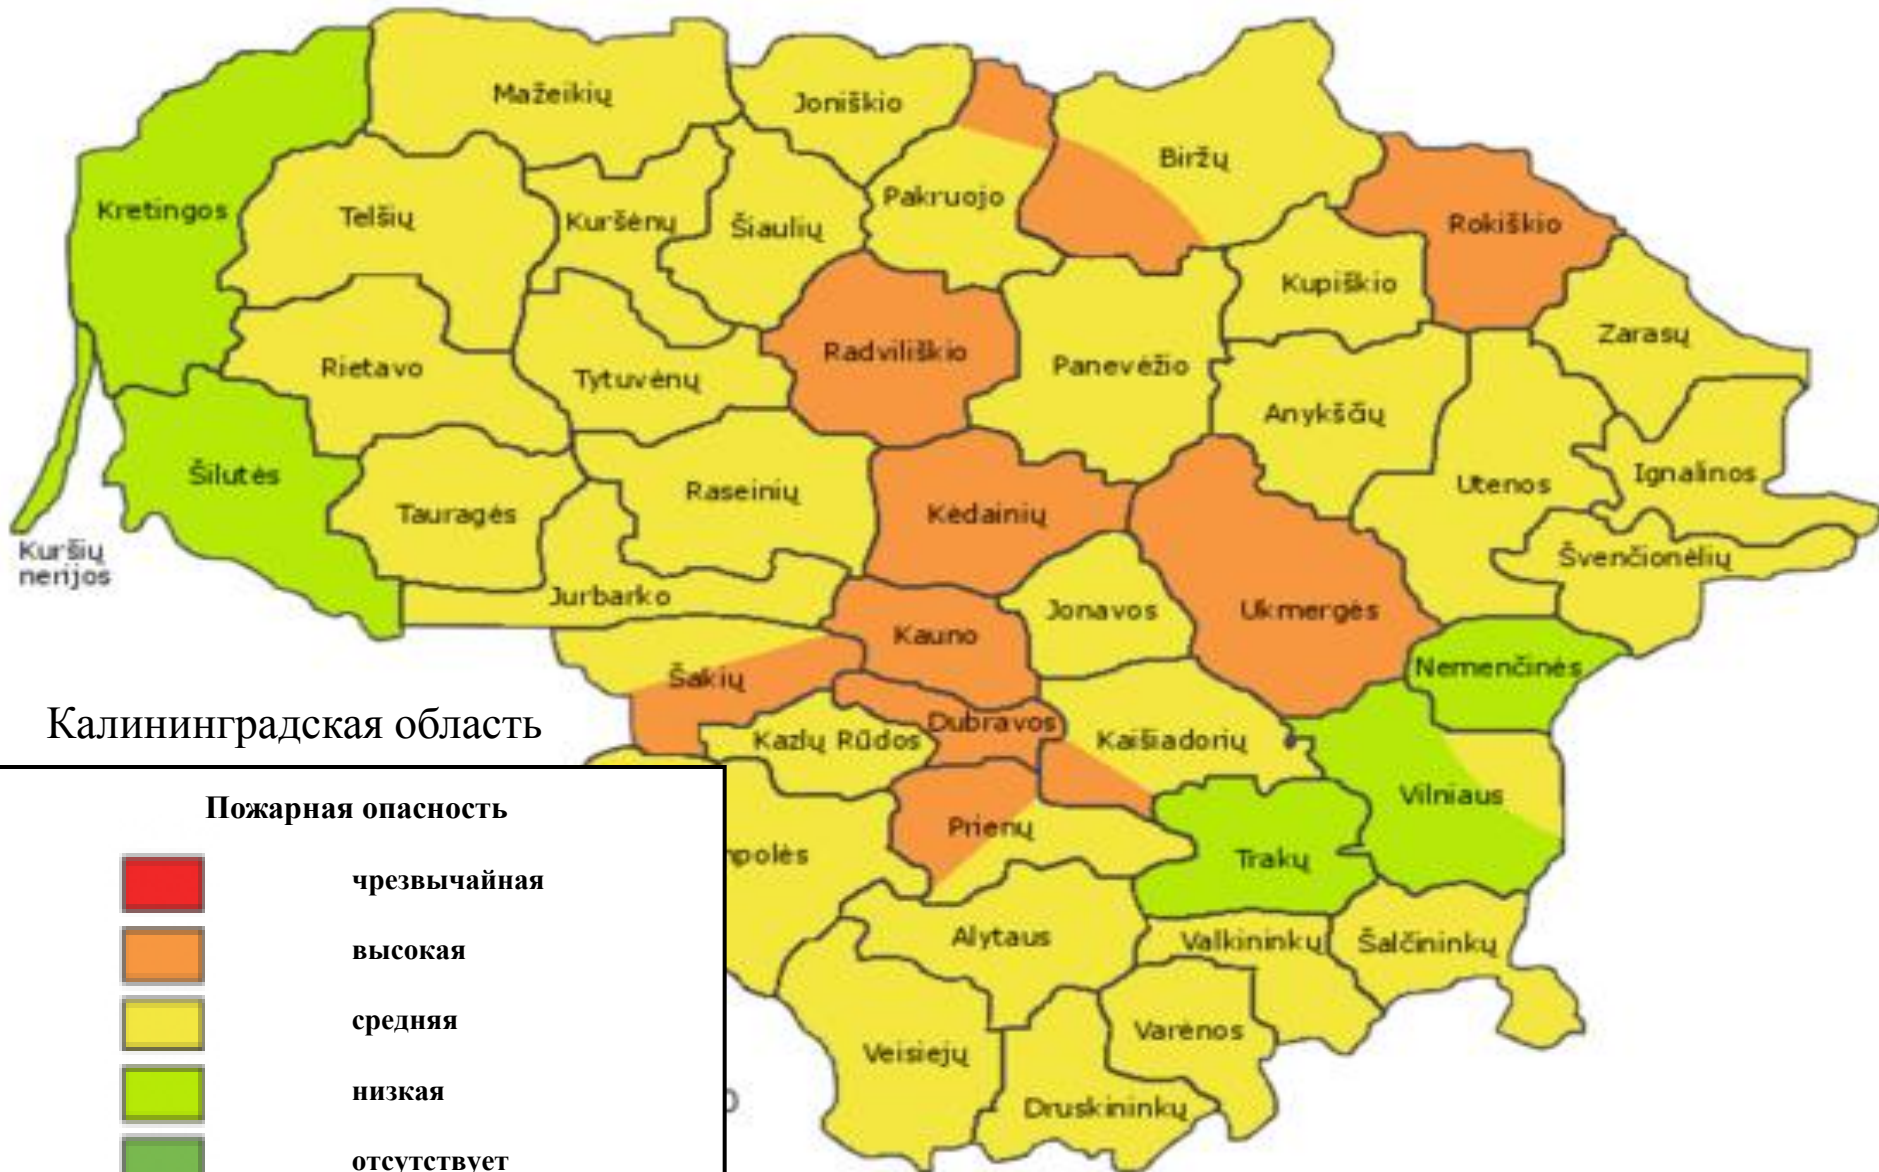 Mažeikių
Joniškio
Biržų
Kretingos
Telšių
Kuršėnų
Šiaulių
Pakruojo
Rokiškio
Kupiškio
Zarasų
Rietavo
Tytuvėnų
Radviliškio
Panevėžio
Anykščių
Šilutės
Tauragės
Raseinių
Kėdainių
Utenos
Ignalinos
Kuršių
nerijos
Švenčionėlių
Jurbarko
Kauno
Jonavos
Ukmergės
Šakių
Nemenčinės
Калининградская область
Kazlų Rūdos
Dubravos
Kaišiadorių
Vilniaus
Prienų
Trakų
mpolės
Alytaus
Valkininkų
Šalčininkų
Veisiejų
Varėnos
Druskininkų
Пожарная опасность
чрезвычайная
высокая
средняя
низкая
отсутствует